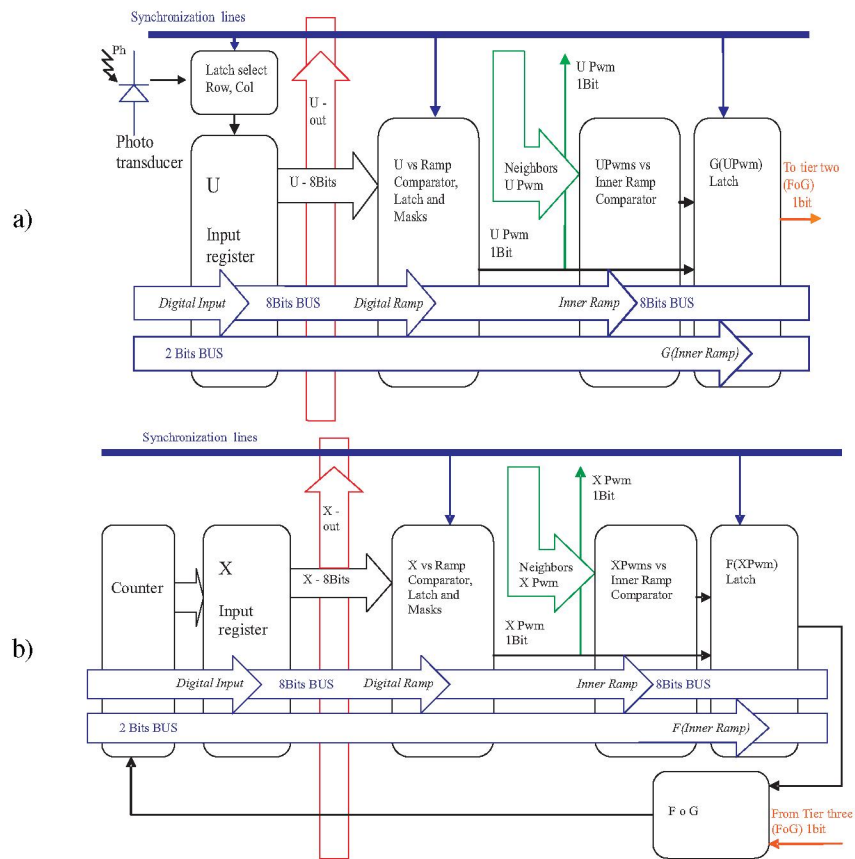 Synchronization lines
Ph
Latch select
Row, Col
Photo
transducer
U -
out
U Pwm
1Bit
U
Input
register
U - 8Bits
U vs Ramp
Comparator,
Latch and
Masks
Neighbors
U Pwm
UPwms vs
Inner Ramp
Comparator
G(UPwm)
Latch
To tier two
(FoG)
1bit
a)
U Pwm
1Bit
Digital Input
8Bits BUS
Digital Ramp
Inner Ramp
8Bits BUS
2 Bits BUS
G(Inner Ramp)
Synchronization lines
X -
out
X Pwm
1Bit
Counter
X
Input
register
X - 8Bits
X vs Ramp
Comparator,
Latch and
Masks
Neighbors
X Pwm
XPwms vs
Inner Ramp
Comparator
F(XPwm)
Latch
b)
X Pwm
1Bit
Digital Input
8Bits BUS
Digital Ramp
Inner Ramp
8Bits BUS
2 Bits BUS
F(Inner Ramp)
F o G
From Tier three
(FoG) 1bit